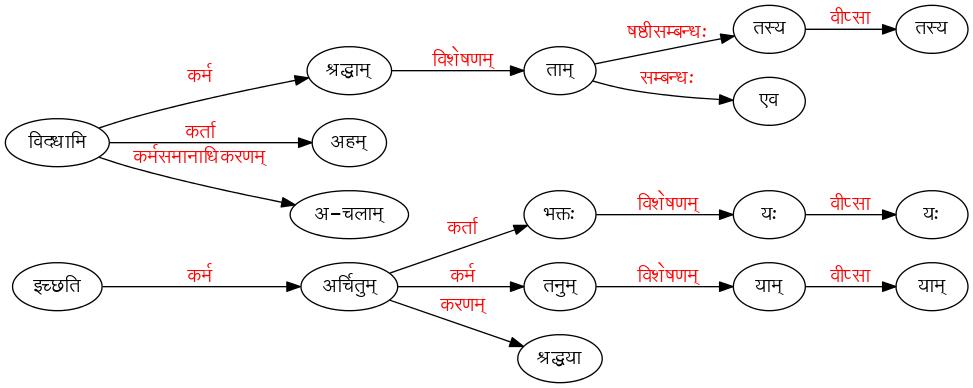 षष्ठीसम्बन्धः तस्य वीप्सा तस्य
कर्म श्रद्धाम् विशेषणम् ताम् सम्बन्धः
एव
विदधामि कर्ता अहम्
कर्मसमानाधिकरणम्
अ-चलाम् कर्ता भक्तः विशेषणम् यः वीप्सा यः
इच्छति कर्म अर्चितुम् कर्म तनुम् विशेषणम् याम् वीप्सा याम्
करणम्
श्रद्धया